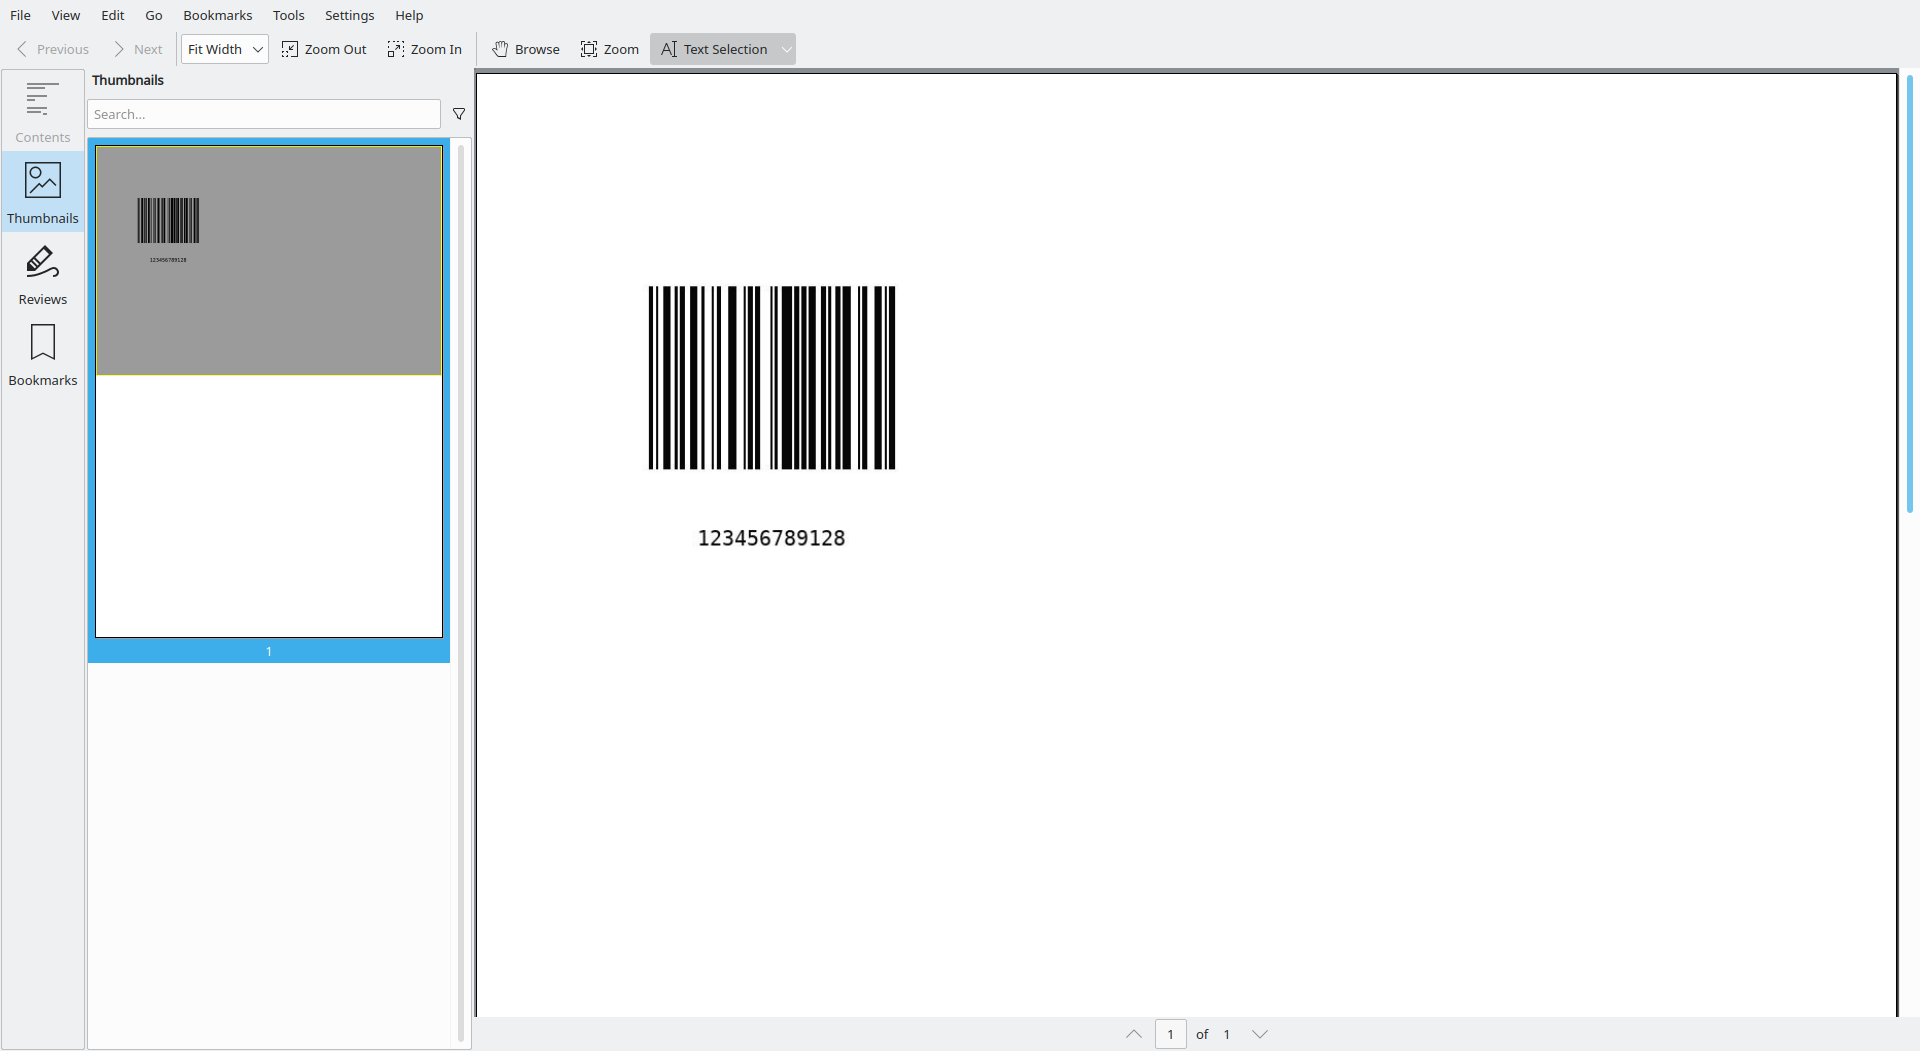 File View Edit Go Bookmarks Tools Settings Help
Previous Next Fit Width Zoom Out Zoom In Browse Zoom Text Selection
Thumbnails
Search...
Contents
Thumbnails
Reviews
Bookmarks
123456789128
1
123456789128
1 of 1